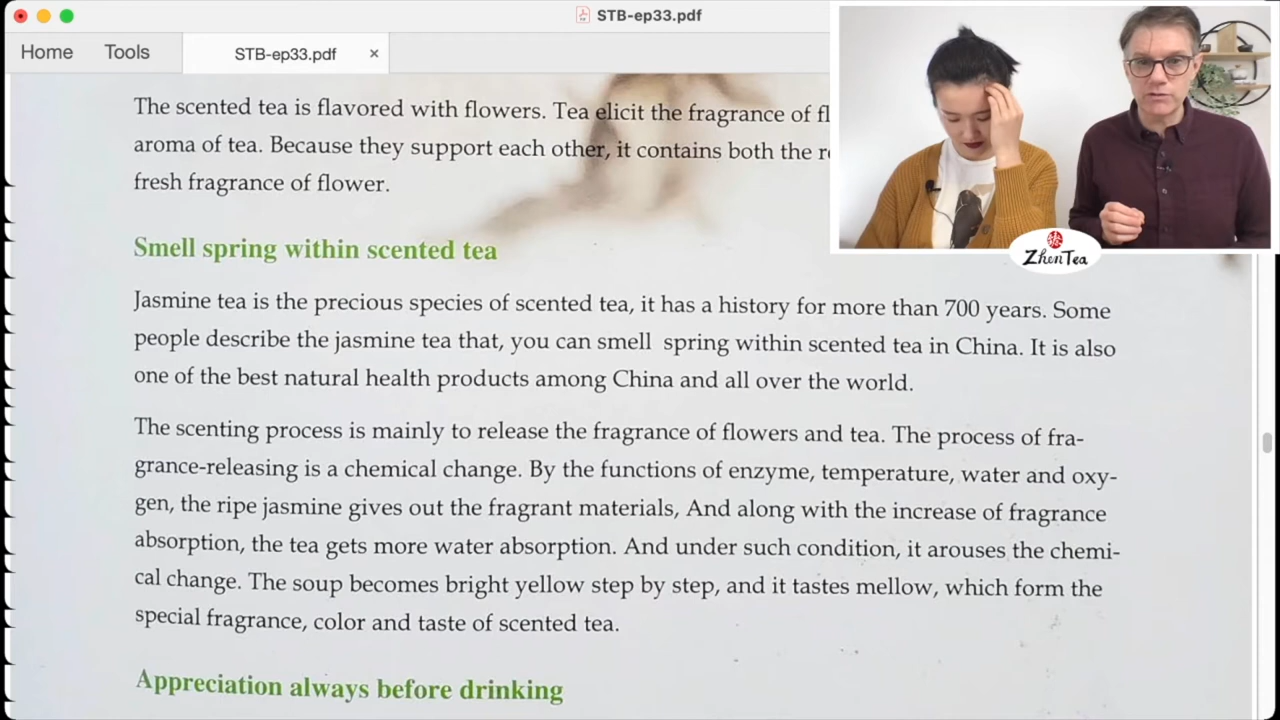 STB-ep33.pdf
Home Tools STB-ep33.pdf ×
The scented tea is flavored with flowers. Tea elicit the fragrance of
aroma of tea. Because they support each other, it contains both the
fresh fragrance of flower.
Smell spring within scented tea
Jasmine tea is the precious species of scented tea, it has a history for more than 700 years. Some
people describe the jasmine tea that, you can smell spring within scented tea in China. It is also
one of the best natural health products among China and all over the world.
The scenting process is mainly to release the fragrance of flowers and tea. The process of fra-
grance-releasing is a chemical change. By the functions of enzyme, temperature, water and oxy-
gen, the ripe jasmine gives out the fragrant materials, And along with the increase of fragrance
absorption, the tea gets more water absorption. And under such condition, it arouses the chemi-
cal change. The soup becomes bright yellow step by step, and it tastes mellow, which form the
special fragrance, color and taste of scented tea.
Appreciation always before drinking
ZhenTea